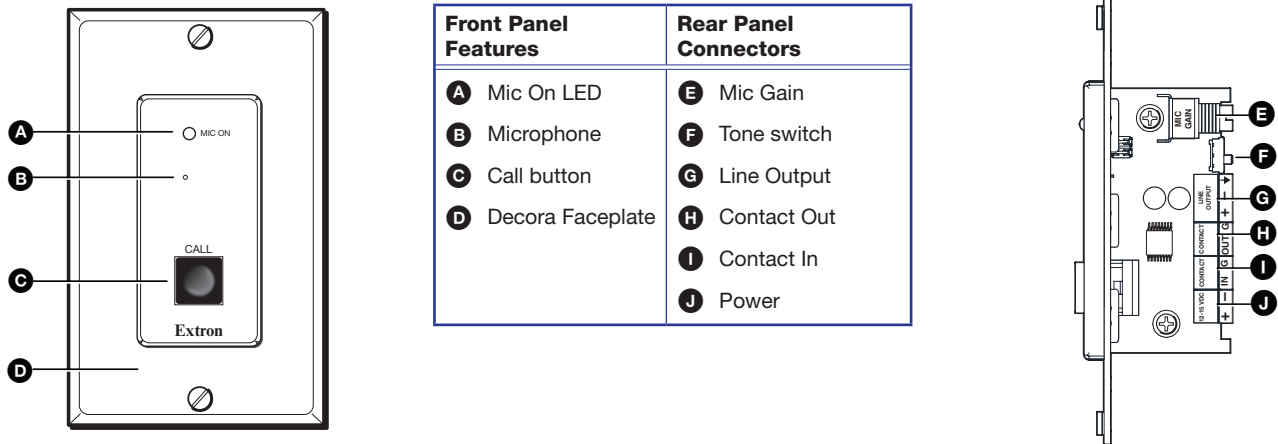 A
B
C
D
MIC ON
CALL
Extron
Front Panel
Features
Rear Panel
Connectors
A Mic On LED
E Mic Gain
B Microphone
F Tone switch
C Call button
G Line Output
D Decora Faceplate
H Contact Out
I Contact In
J Power
MIC
GAIN
LINE
OUTPUT
+ −
CONTACT
OUT G
CONTACT
IN G
12-15 VDC
+ −
E
F
G
H
I
J